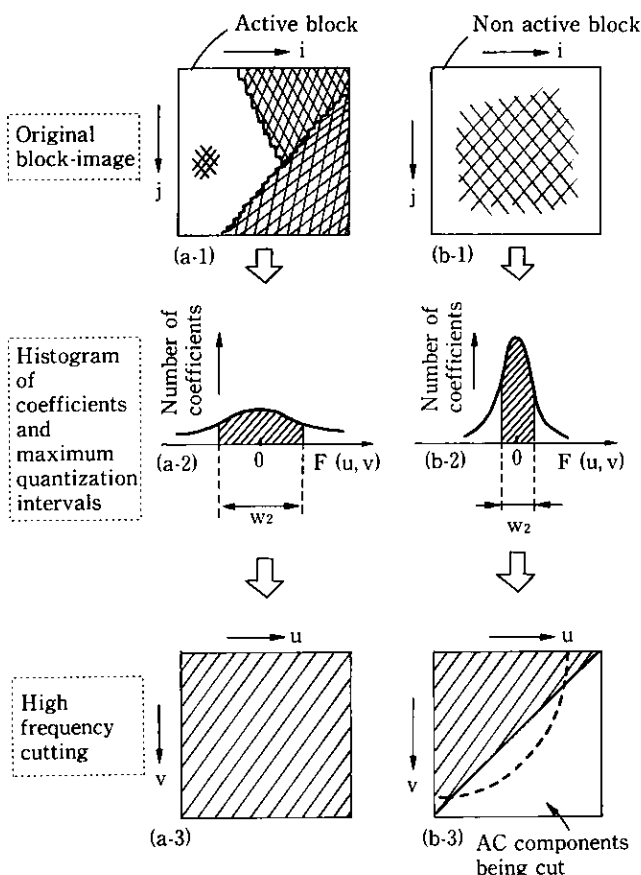 Active block
i
Non active block
i
Original
block-image
j
j
(a-1)
(b-1)
Histogram
of
coefficients
and
maximum
quantization
intervals
Number of
coefficients
(a-2)
0
F (u, v)
w2
Number of
coefficients
(b-2)
0
F (u, v)
w2
High
frequency
cutting
u
v
(a-3)
u
v
(b-3)
AC components
being cut